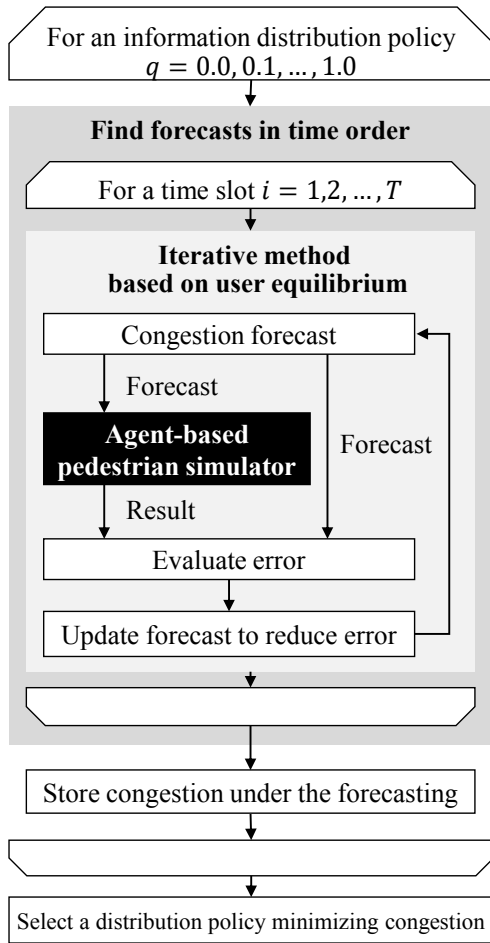 For an information distribution policy
q = 0.0, 0.1, … , 1.0
Find forecasts in time order
For a time slot i = 1,2, … , T
Iterative method
based on user equilibrium
Congestion forecast
Forecast
Agent-based
pedestrian simulator
Forecast
Result
Evaluate error
Update forecast to reduce error
Store congestion under the forecasting
Select a distribution policy minimizing congestion